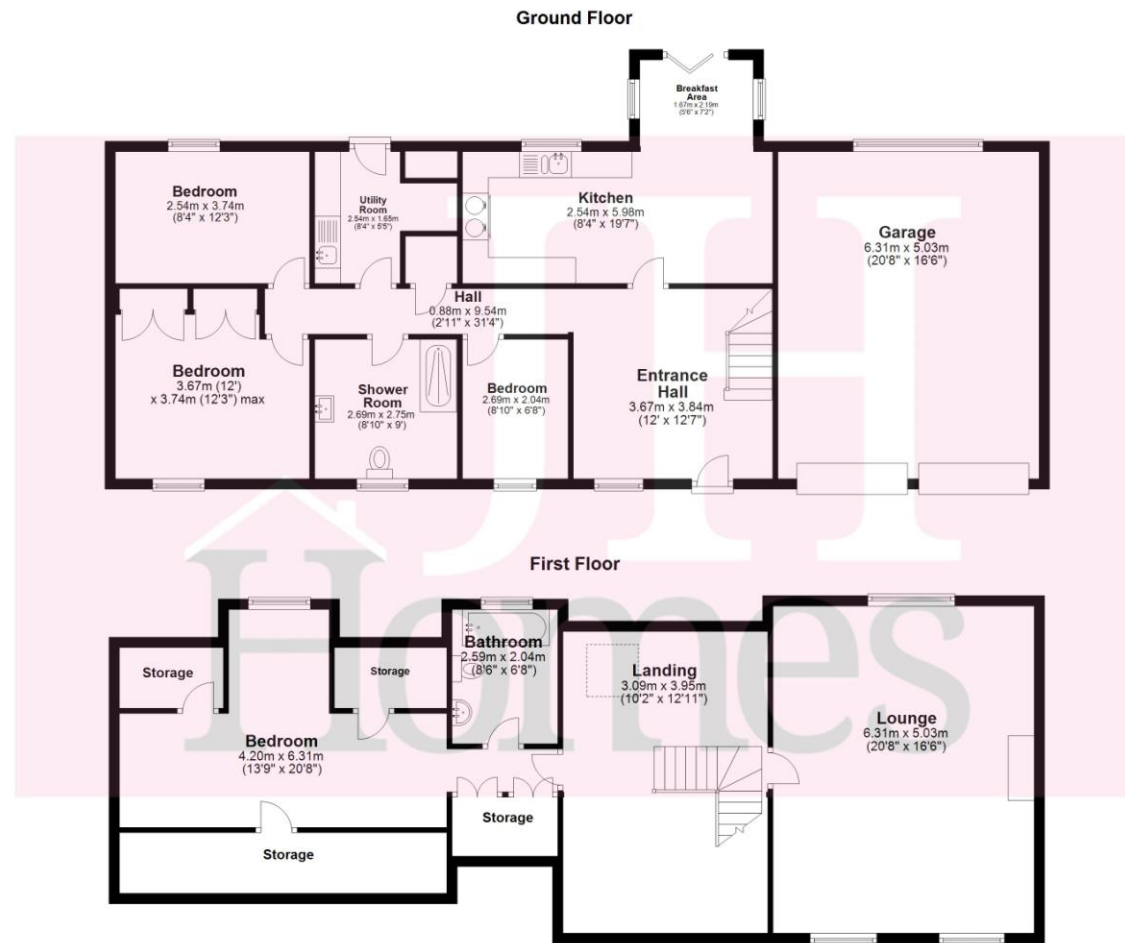 Ground Floor
Breakfast
Area
1.67m x 2.19m
(5'6" x 7'2")
Bedroom
2.54m x 3.74m
(8'4" x 12'3")
Utility
Room
2.54m x 1.65m
(8'4" x 5'5")
Kitchen
2.54m x 5.98m
(8'4" x 19'7")
Garage
6.31m x 5.03m
(20'8" x 16'6")
Hall
0.88m x 9.54m
(2'11" x 31'4")
Bedroom
3.67m (12')
x 3.74m (12'3") max
Shower
Room
2.69m x 2.75m
(8'10" x 9')
Bedroom
2.69m x 2.04m
(8'10" x 6'8")
Entrance
Hall
3.67m x 3.84m
(12' x 12'7")
JH
Homes
First Floor
Storage
Storage
Bathroom
2.59m x 2.04m
(8'6" x 6'8")
Landing
3.09m x 3.95m
(10'2" x 12'11")
Lounge
6.31m x 5.03m
(20'8" x 16'6")
Bedroom
4.20m x 6.31m
(13'9" x 20'8")
Storage
Storage